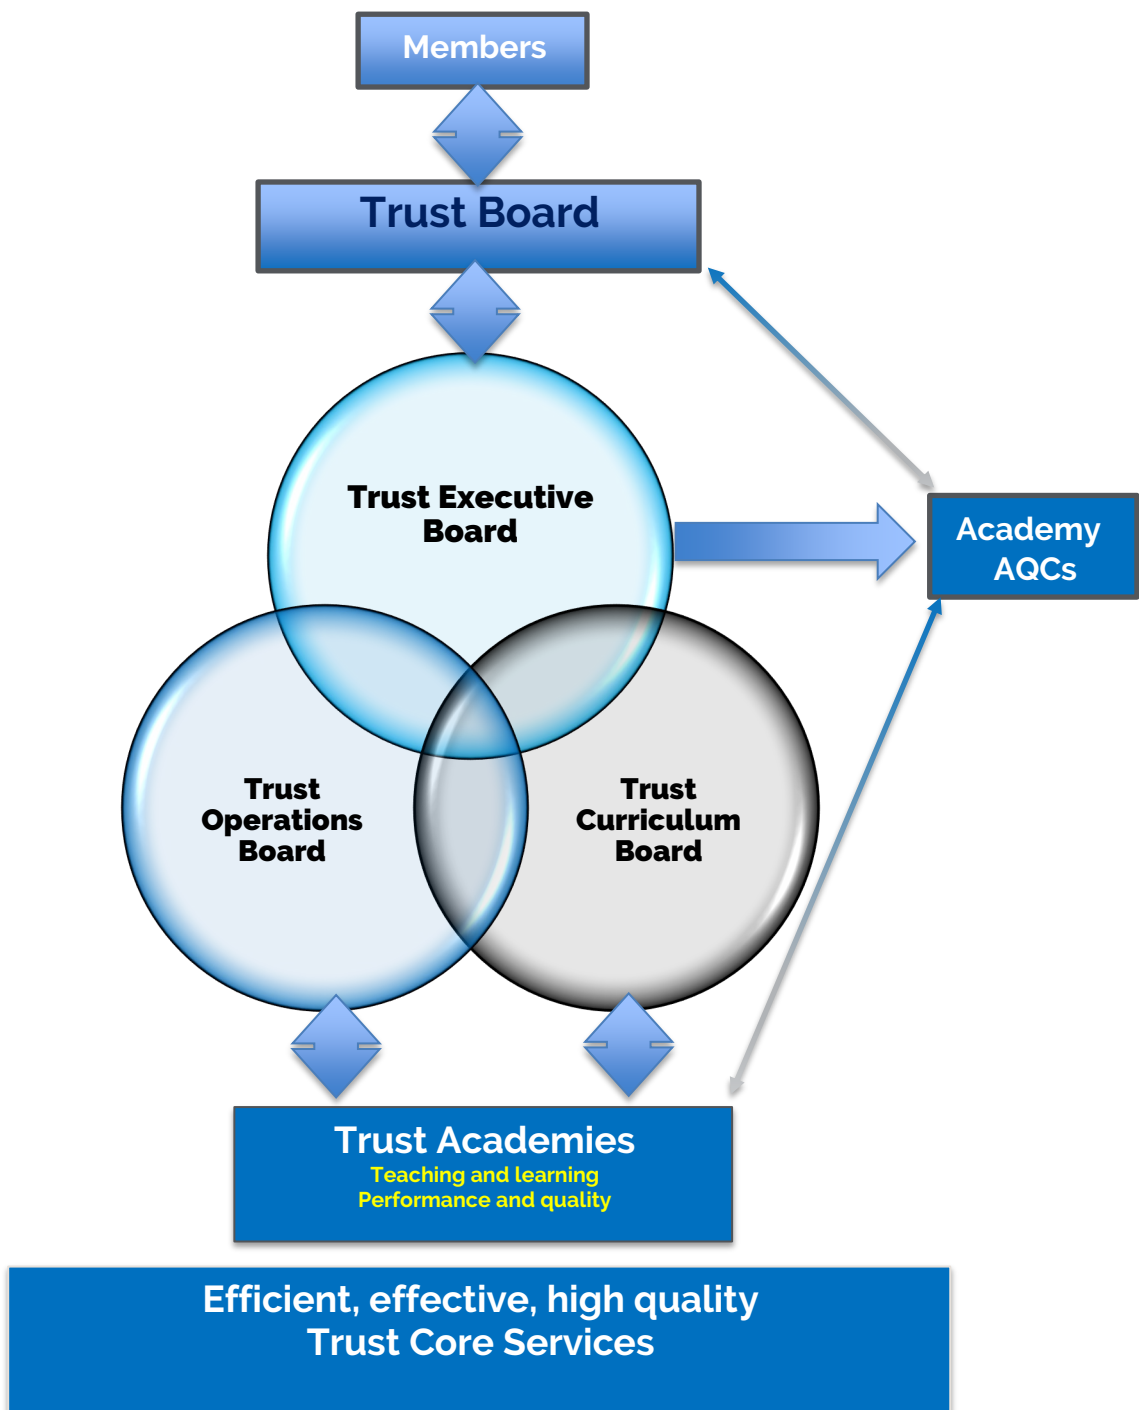 Members
Trust Board
Trust Executive
Board
Academy
AQCs
Trust
Operations
Board
Trust
Curriculum
Board
Trust Academies
Teaching and learning
Performance and quality
Efficient, effective, high quality
Trust Core Services